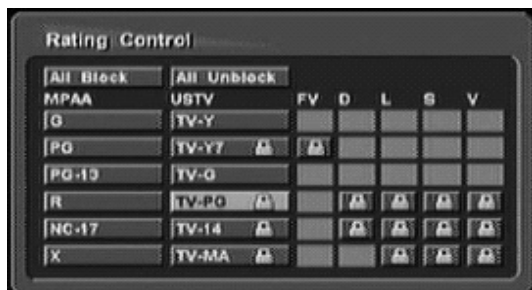 Rating Control
All Block All Unblock
MPAA USTV FV D L S V
G TV-Y
PG TV-Y7
PG-13 TV-G
R TV-PG
NC-17 TV-14
X TV-MA